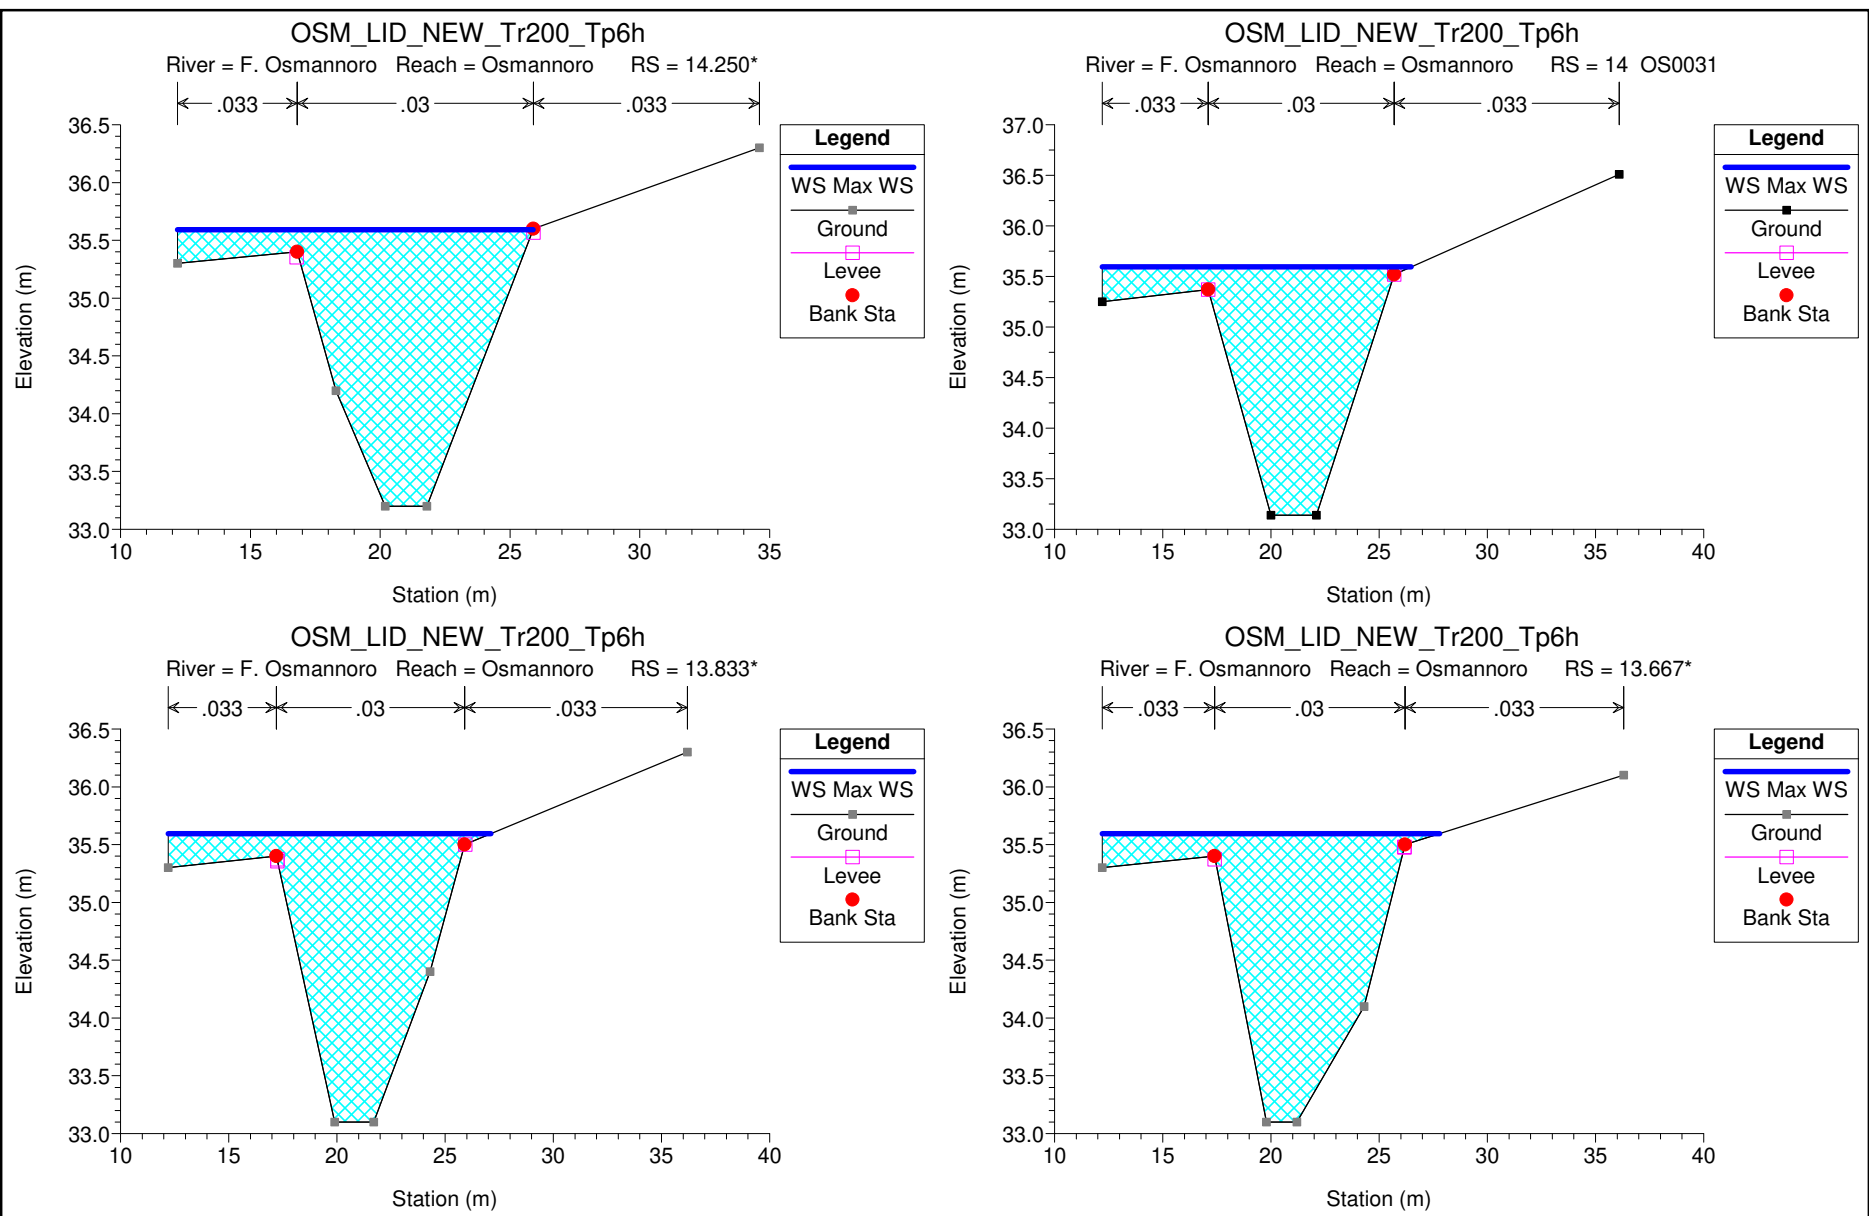 OSM_LID_NEW_Tr200_Tp6h
River = F. Osmannoro Reach = Osmannoro RS = 14.250*
.033 .03 .033
36.5
36.0
35.5
35.0
34.5
34.0
33.5
33.0
10 15 20 25 30 35
Elevation (m)
Station (m)
Legend
WS Max WS
Ground
Levee
Bank Sta
OSM_LID_NEW_Tr200_Tp6h
River = F. Osmannoro Reach = Osmannoro RS = 14 OS0031
.033 .03 .033
37.0
36.5
36.0
35.5
35.0
34.5
34.0
33.5
33.0
10 15 20 25 30 35 40
Elevation (m)
Station (m)
Legend
WS Max WS
Ground
Levee
Bank Sta
OSM_LID_NEW_Tr200_Tp6h
River = F. Osmannoro Reach = Osmannoro RS = 13.833*
.033 .03 .033
36.5
36.0
35.5
35.0
34.5
34.0
33.5
33.0
10 15 20 25 30 35 40
Elevation (m)
Station (m)
Legend
WS Max WS
Ground
Levee
Bank Sta
OSM_LID_NEW_Tr200_Tp6h
River = F. Osmannoro Reach = Osmannoro RS = 13.667*
.033 .03 .033
36.5
36.0
35.5
35.0
34.5
34.0
33.5
33.0
10 15 20 25 30 35 40
Elevation (m)
Station (m)
Legend
WS Max WS
Ground
Levee
Bank Sta